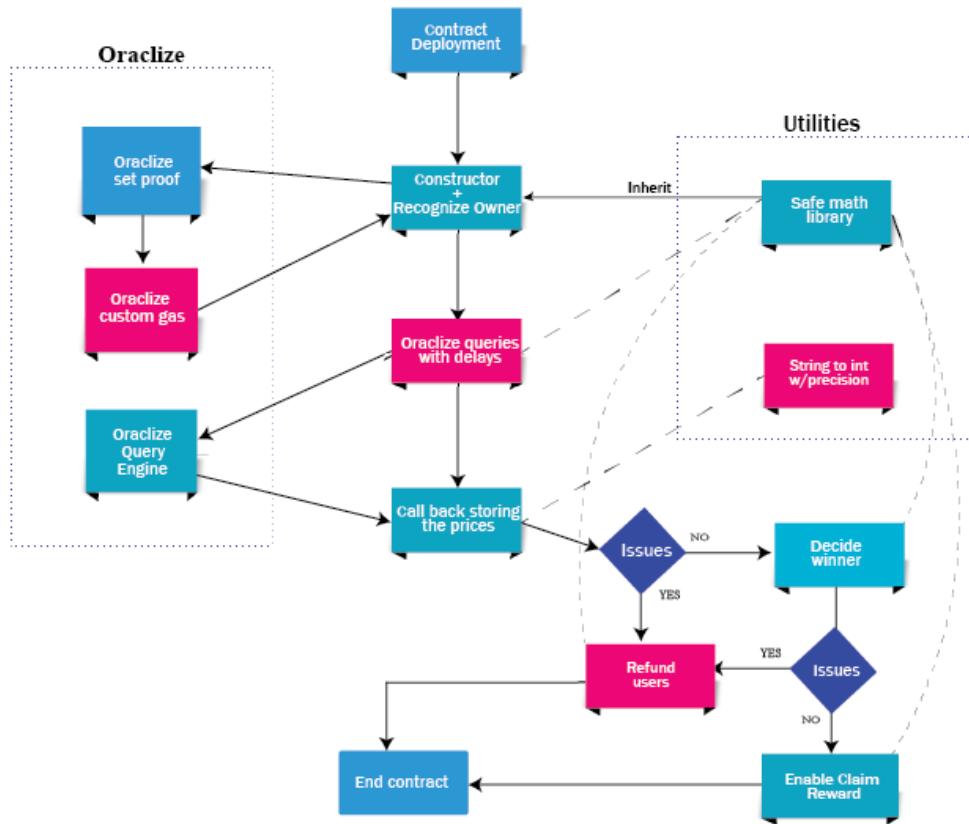 Contract
Deployment
Oraclize
Utilities
Oraclize
set proof
Constructor
+
Recognize Owner
Inherit
Safe math
library
Oraclize
custom gas
Oraclize queries
with delays
String to int
w/precision
Oraclize
Query
Engine
Call back storing
the prices
Issues
NO
Decide
winner
YES
Refund
users
YES
Issues
NO
End contract
Enable Claim
Reward